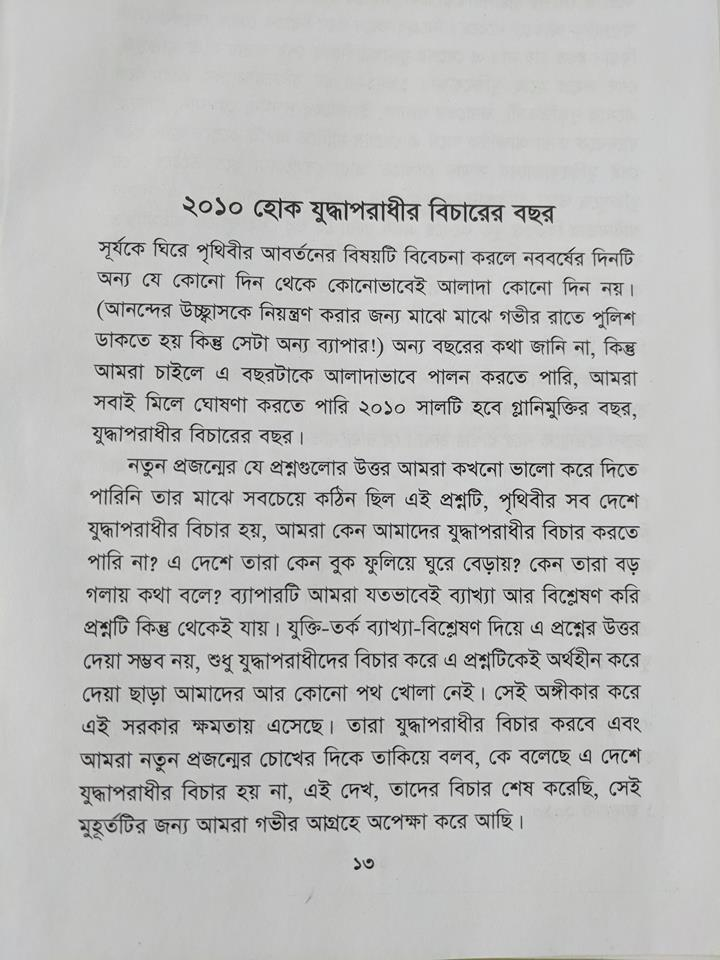 ২০১০ হোক যুদ্ধাপরাধীর বিচারের বছর
সূর্যকে ঘিরে পৃথিবীর আবর্তনের বিষয়টি বিবেচনা করলে নববর্ষের দিনটি
অন্য যে কোনো দিন থেকে কোনোভাবেই আলাদা কোনো দিন নয়।
(আনন্দের উচ্ছ্বাসকে নিয়ন্ত্রণ করার জন্য মাঝে মাঝে গভীর রাতে পুলিশ
ডাকতে হয় কিন্তু সেটা অন্য ব্যাপার!) অন্য বছরের কথা জানি না, কিন্তু
আমরা চাইলে এ বছরটাকে আলাদাভাবে পালন করতে পারি, আমরা
সবাই মিলে ঘোষণা করতে পারি ২০১০ সালটি হবে গ্লানিমুক্তির বছর,
যুদ্ধাপরাধীর বিচারের বছর।
নতুন প্রজন্মের যে প্রশ্নগুলোর উত্তর আমরা কখনো ভালো করে দিতে
পারিনি তার মাঝে সবচেয়ে কঠিন ছিল এই প্রশ্নটি, পৃথিবীর সব দেশে
যুদ্ধাপরাধীর বিচার হয়, আমরা কেন আমাদের যুদ্ধাপরাধীর বিচার করতে
পারি না? এ দেশে তারা কেন বুক ফুলিয়ে ঘুরে বেড়ায়? কেন তারা বড়
গলায় কথা বলে? ব্যাপারটি আমরা যতভাবেই ব্যাখ্যা আর বিশ্লেষণ করি
প্রশ্নটি কিন্তু থেকেই যায়। যুক্তি-তর্ক ব্যাখ্যা-বিশ্লেষণ দিয়ে এ প্রশ্নের উত্তর
দেয়া সম্ভব নয়, শুধু যুদ্ধাপরাধীদের বিচার করে এ প্রশ্নটিকেই অর্থহীন করে
দেয়া ছাড়া আমাদের আর কোনো পথ খোলা নেই। সেই অঙ্গীকার করে
এই সরকার ক্ষমতায় এসেছে। তারা যুদ্ধাপরাধীর বিচার করবে এবং
আমরা নতুন প্রজন্মের চোখের দিকে তাকিয়ে বলব, কে বলেছে এ দেশে
যুদ্ধাপরাধীর বিচার হয় না, এই দেখ, তাদের বিচার শেষ করেছি, সেই
মুহূর্তটির জন্য আমরা গভীর আগ্রহে অপেক্ষা করে আছি।
১৩